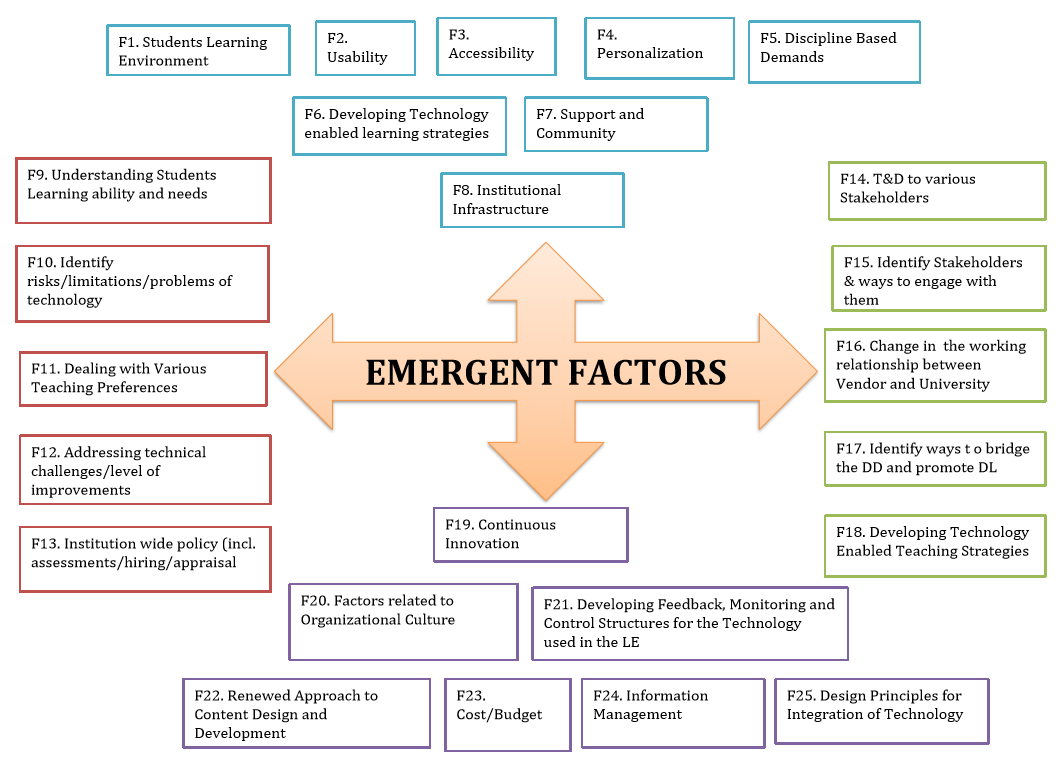 F1. Students Learning
Environment
F2.
Usability
F3.
Accessibility
F4.
Personalization
F5. Discipline Based
Demands
F6. Developing Technology
enabled learning strategies
F7. Support and
Community
F8. Institutional
Infrastructure
F9. Understanding Students
Learning ability and needs
F10. Identify
risks/limitations/problems of
technology
F11. Dealing with Various
Teaching Preferences
F12. Addressing technical
challenges/level of
improvements
F13. Institution wide policy (incl.
assessments/hiring/appraisal
EMERGENT FACTORS
F14. T&D to various
Stakeholders
F15. Identify Stakeholders
& ways to engage with
them
F16. Change in  the working
relationship between
Vendor and University
F17. Identify ways t o bridge
the DD and promote DL
F18. Developing Technology
Enabled Teaching Strategies
F19. Continuous
Innovation
F20. Factors related to
Organizational Culture
F21. Developing Feedback, Monitoring and
Control Structures for the Technology
used in the LE
F22. Renewed Approach to
Content Design and
Development
F23.
Cost/Budget
F24. Information
Management
F25. Design Principles for
Integration of Technology